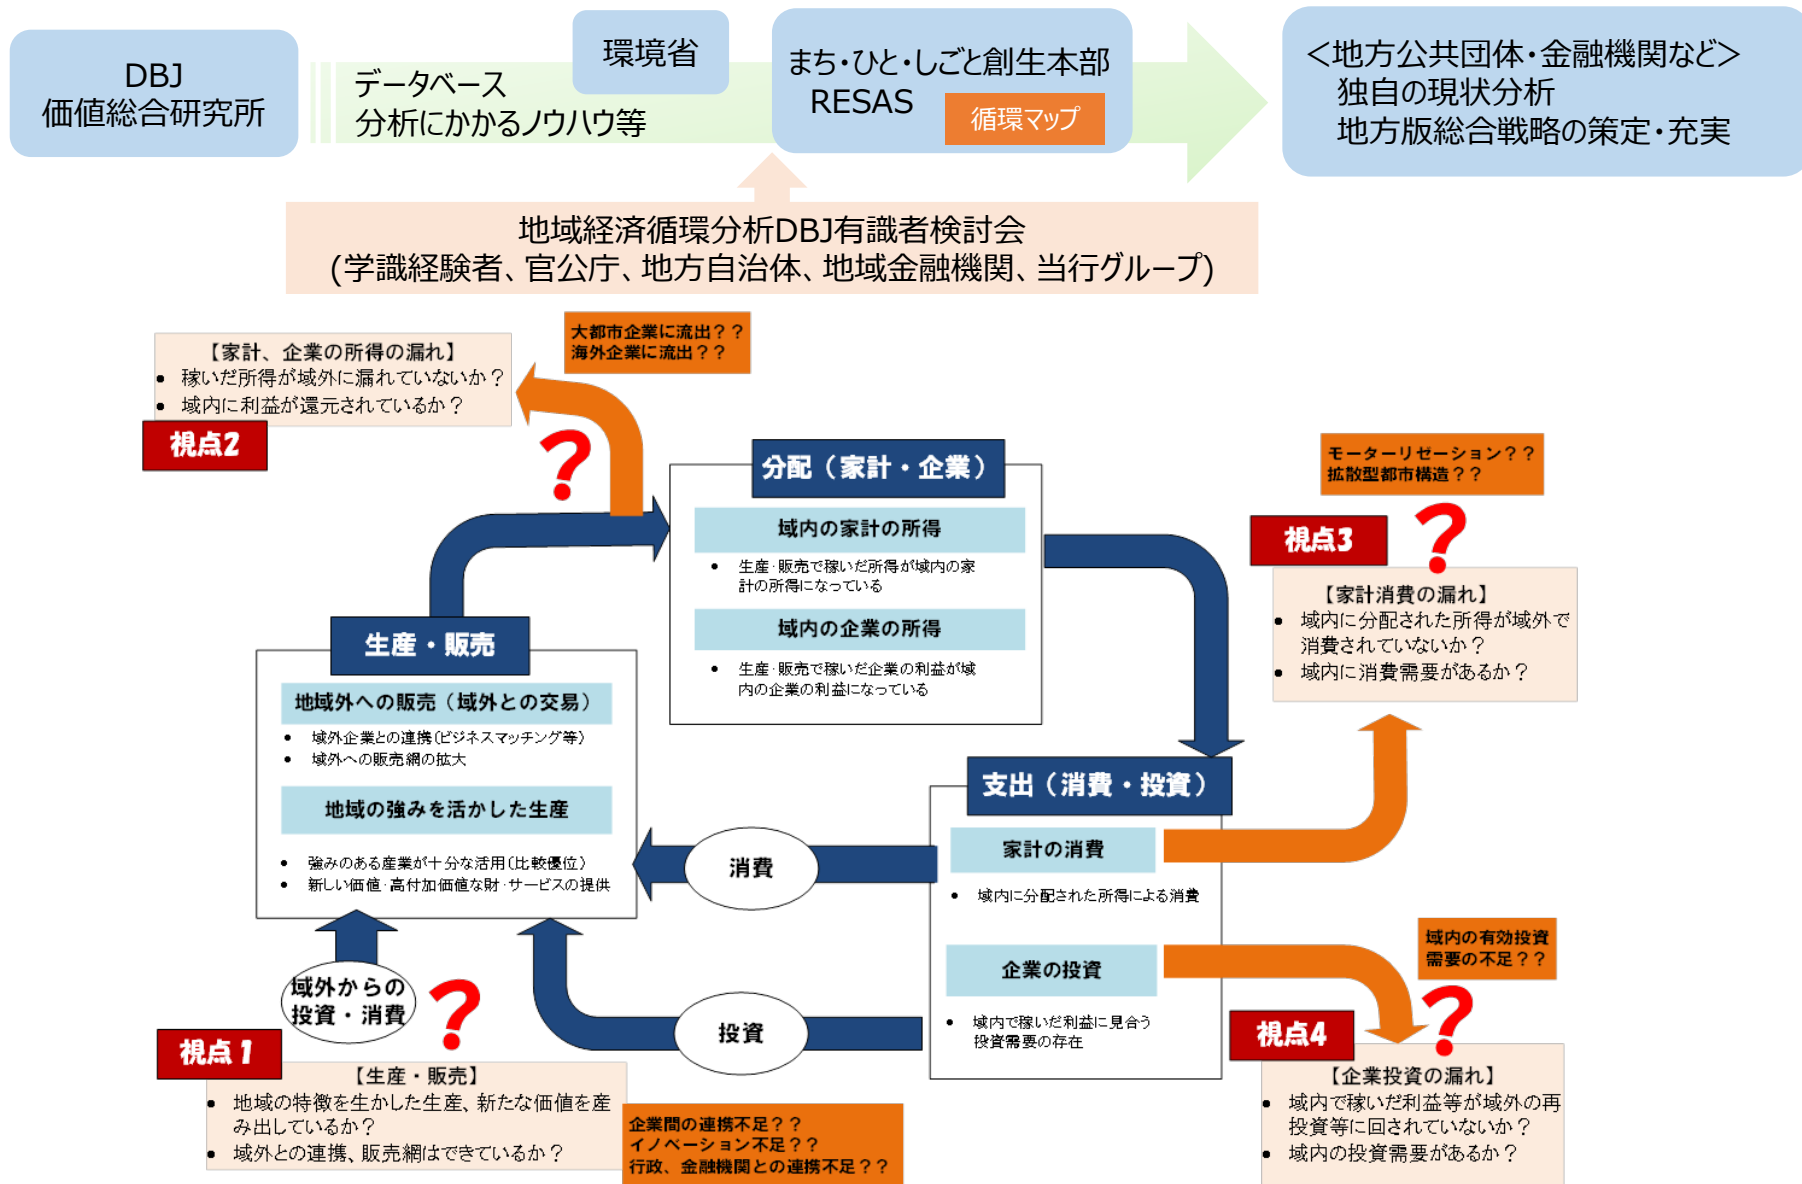 DBJ
価値総合研究所
データベース
分析にかかるノウハウ等
環境省
まち・ひと・しごと創生本部
RESAS
循環マップ
＜地方公共団体・金融機関など＞
独自の現状分析
地方版総合戦略の策定・充実
地域経済循環分析DBJ有識者検討会
(学識経験者、官公庁、地方自治体、地域金融機関、当行グループ)
大都市企業に流出？？
海外企業に流出？？
【家計、企業の所得の漏れ】
• 稼いだ所得が域外に漏れていないか？
• 域内に利益が還元されているか？
視点2
？
分配（家計・企業）
域内の家計の所得
• 生産・販売で稼いだ所得が域内の家
計の所得になっている
域内の企業の所得
• 生産・販売で稼いだ企業の利益が域
内の企業の利益になっている
モーターリゼーション？？
拡散型都市構造？？
視点3
？
【家計消費の漏れ】
• 域内に分配された所得が域外で
消費されていないか？
• 域内に消費需要があるか？
生産・販売
地域外への販売（域外との交易）
• 域外企業との連携（ビジネスマッチング等）
• 域外への販売網の拡大
地域の強みを活かした生産
• 強みのある産業が十分な活用（比較優位）
• 新しい価値・高付加価値な財・サービスの提供
支出（消費・投資）
家計の消費
• 域内に分配された所得による消費
企業の投資
• 域内で稼いだ利益に見合う
投資需要の存在
消費
投資
域外からの
投資・消費
？
視点１
【生産・販売】
• 地域の特徴を生かした生産、新たな価値を産
み出しているか？
• 域外との連携、販売網はできているか？
企業間の連携不足？？
イノベーション不足？？
行政、金融機関との連携不足？？
域内の有効投資
需要の不足？？
？
視点4
【企業投資の漏れ】
• 域内で稼いだ利益等が域外の再
投資等に回されていないか？
• 域内の投資需要があるか？